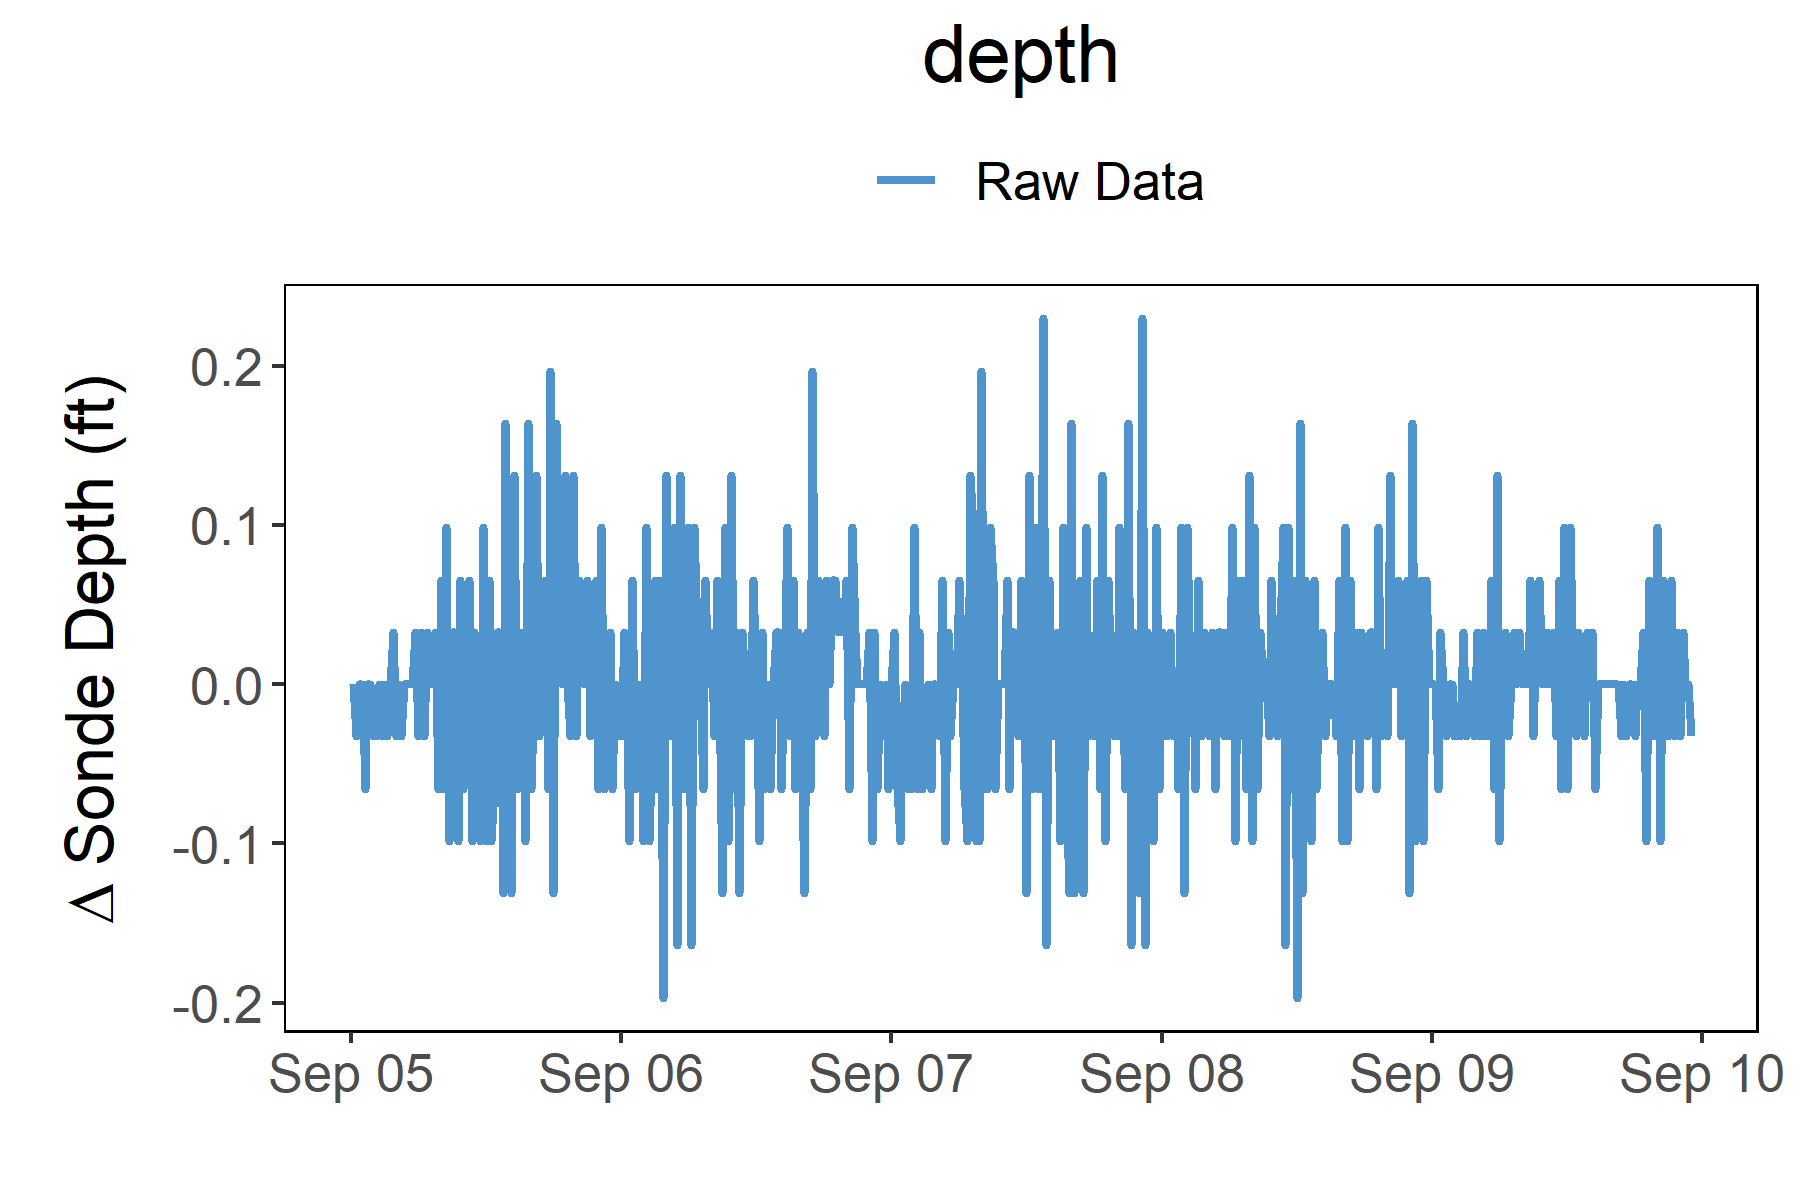 depth
Raw Data
Δ Sonde Depth (ft)
0.2
0.1
0.0
-0.1
-0.2
Sep 05 Sep 06 Sep 07 Sep 08 Sep 09 Sep 10